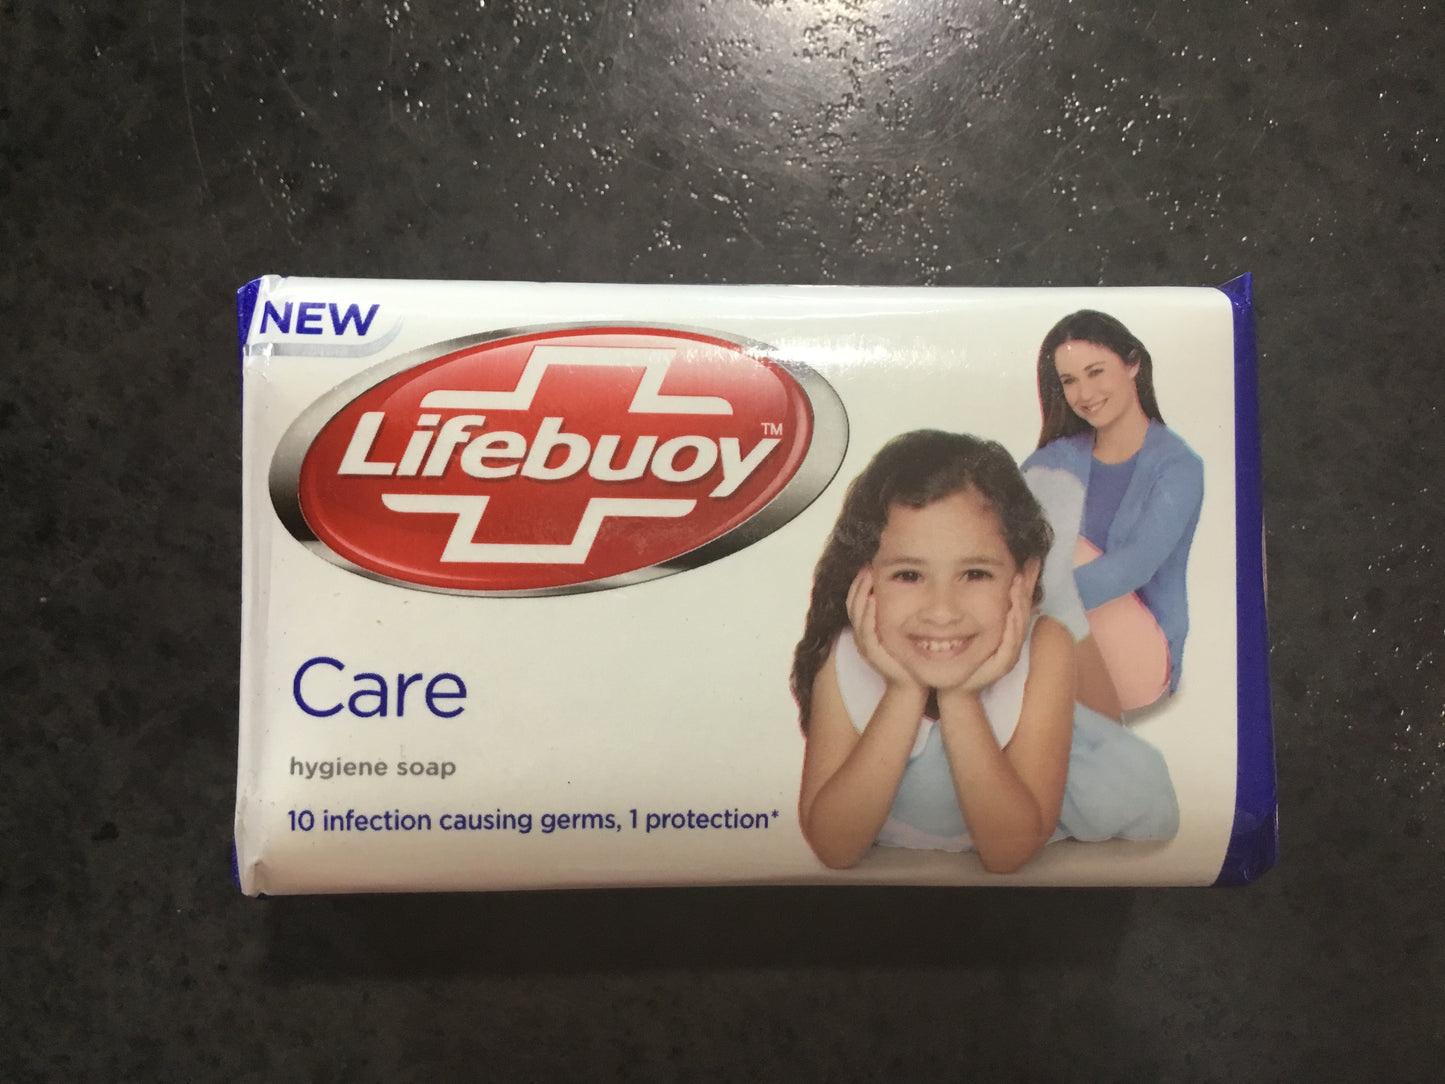 NEW
Lifebuoy™
Care
hygiene soap
10 infection causing germs, 1 protection*